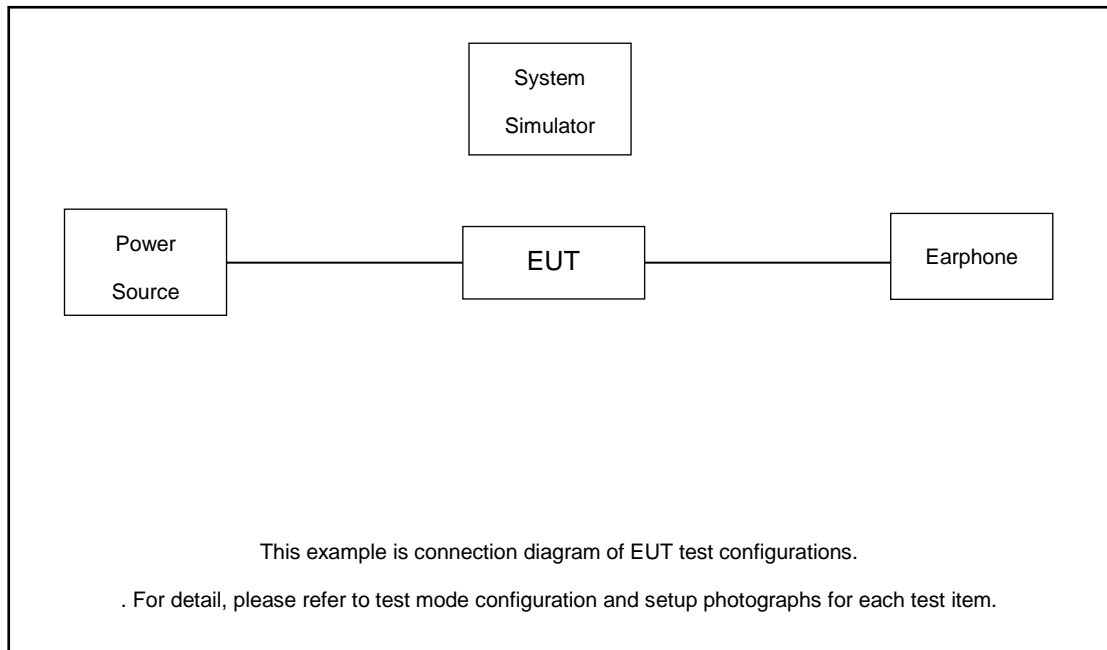 System
Simulator
Power
Source
EUT
Earphone
This example is connection diagram of EUT test configurations.
. For detail, please refer to test mode configuration and setup photographs for each test item.